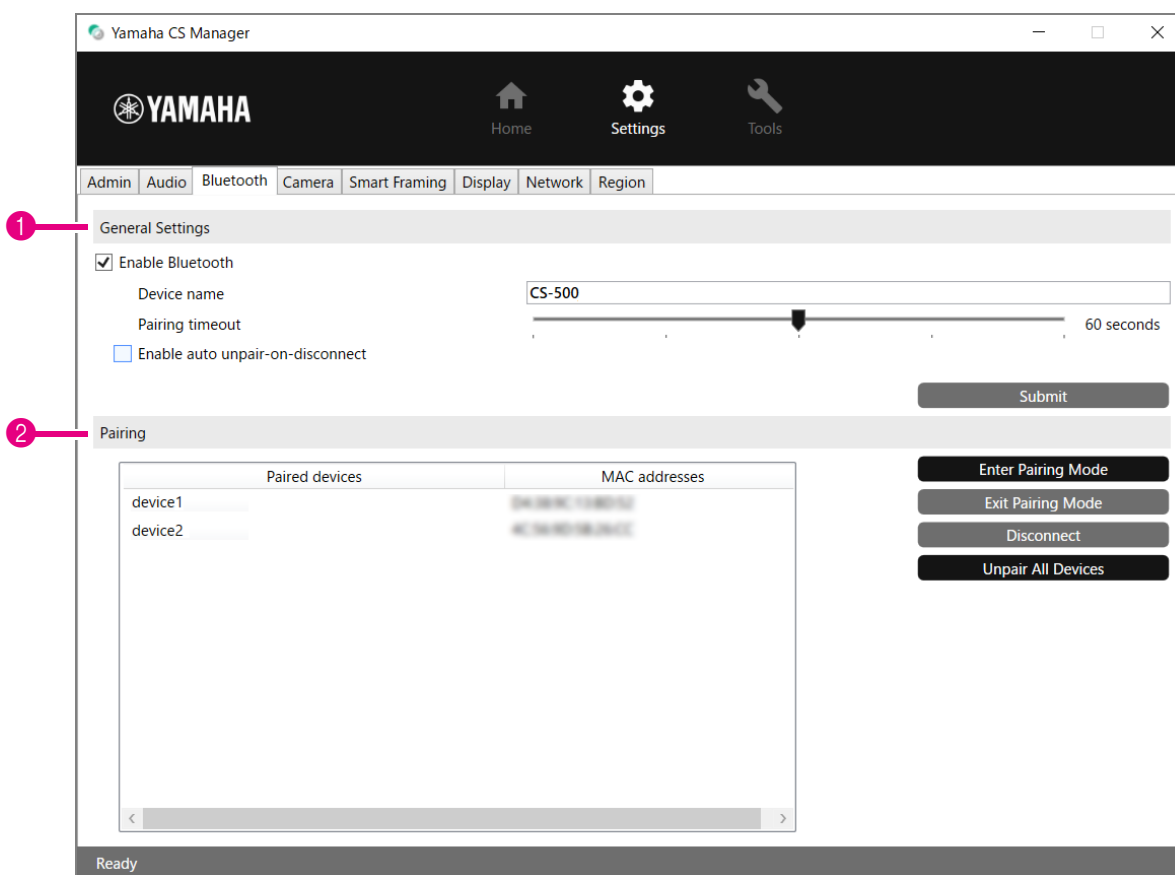 Yamaha CS Manager
YAMAHA
Home Settings Tools
Admin Audio Bluetooth Camera Smart Framing Display Network Region
1 General Settings
Enable Bluetooth
Device name CS-500
Pairing timeout 60 seconds
Enable auto unpair-on-disconnect
Submit
2 Pairing
Paired devices MAC addresses Enter Pairing Mode
device1 Exit Pairing Mode
device2 Disconnect
Unpair All Devices
Ready